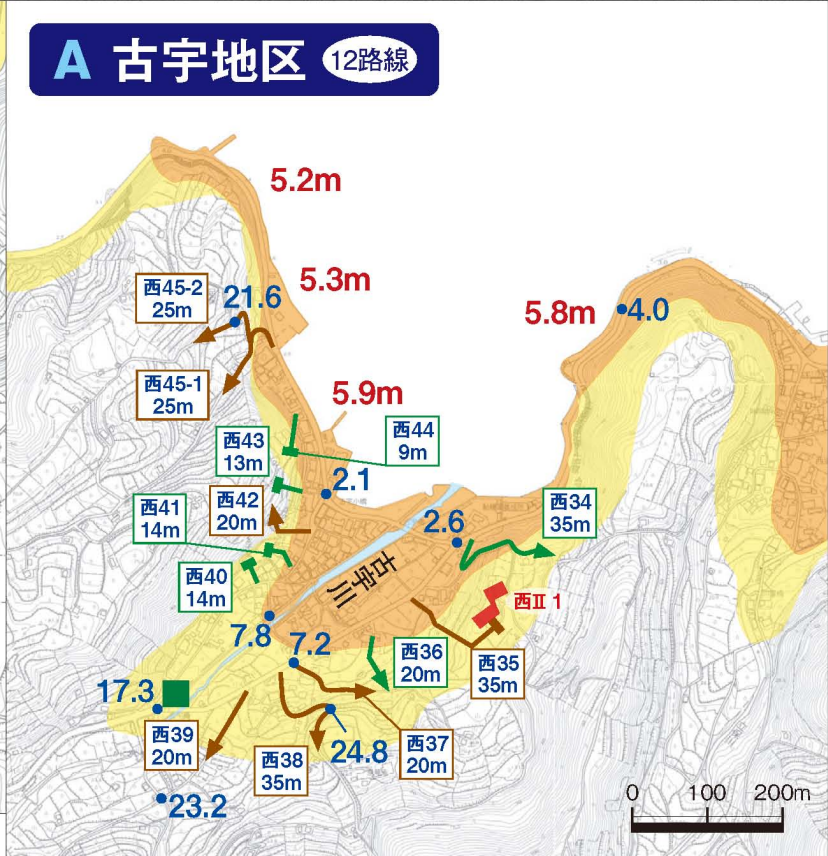 A 古宇地区 12路線
5.2m
5.3m
5.8m
4.0
5.9m
西45-2
25m
21.6
西45-1
25m
西43
13m
西44
9m
2.1
西42
20m
西41
14m
西40
14m
2.6
西34
35m
古宇川
西Ⅱ1
7.8
7.2
西36
20m
西35
35m
17.3
西39
20m
西38
35m
24.8
西37
20m
23.2
0 100 200m